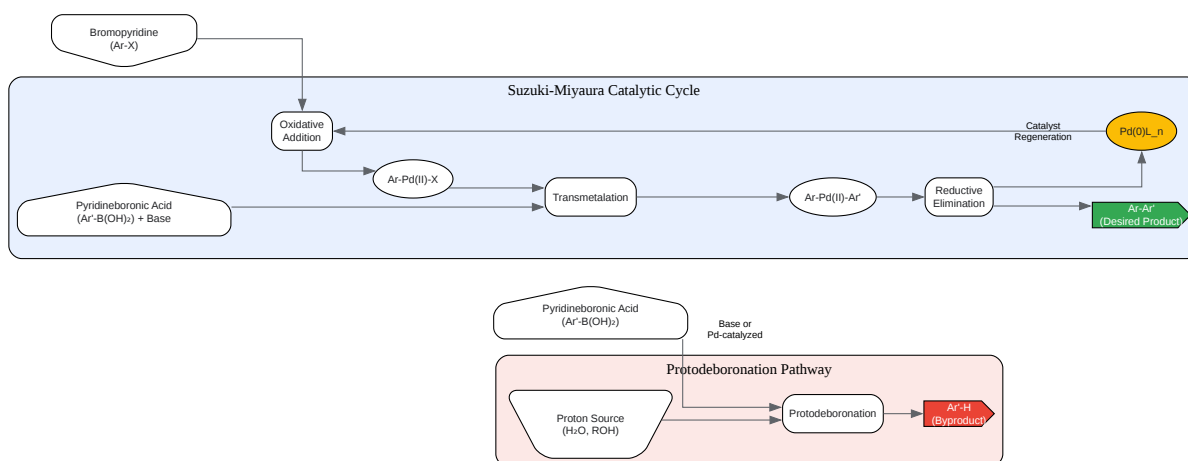 Bromopyridine
(Ar-X)
Suzuki-Miyaura Catalytic Cycle
Oxidative
Addition
Catalyst
Regeneration
Pd(0)L_n
Ar-Pd(II)-X
Pyridineboronic Acid
(Ar'-B(OH)₂) + Base
Transmetalation
Ar-Pd(II)-Ar'
Reductive
Elimination
Ar-Ar'
(Desired Product)
Pyridineboronic Acid
(Ar'-B(OH)₂)
Base or
Pd-catalyzed
Protodeboronation Pathway
Proton Source
(H₂O, ROH)
Protodeboronation
Ar'-H
(Byproduct)